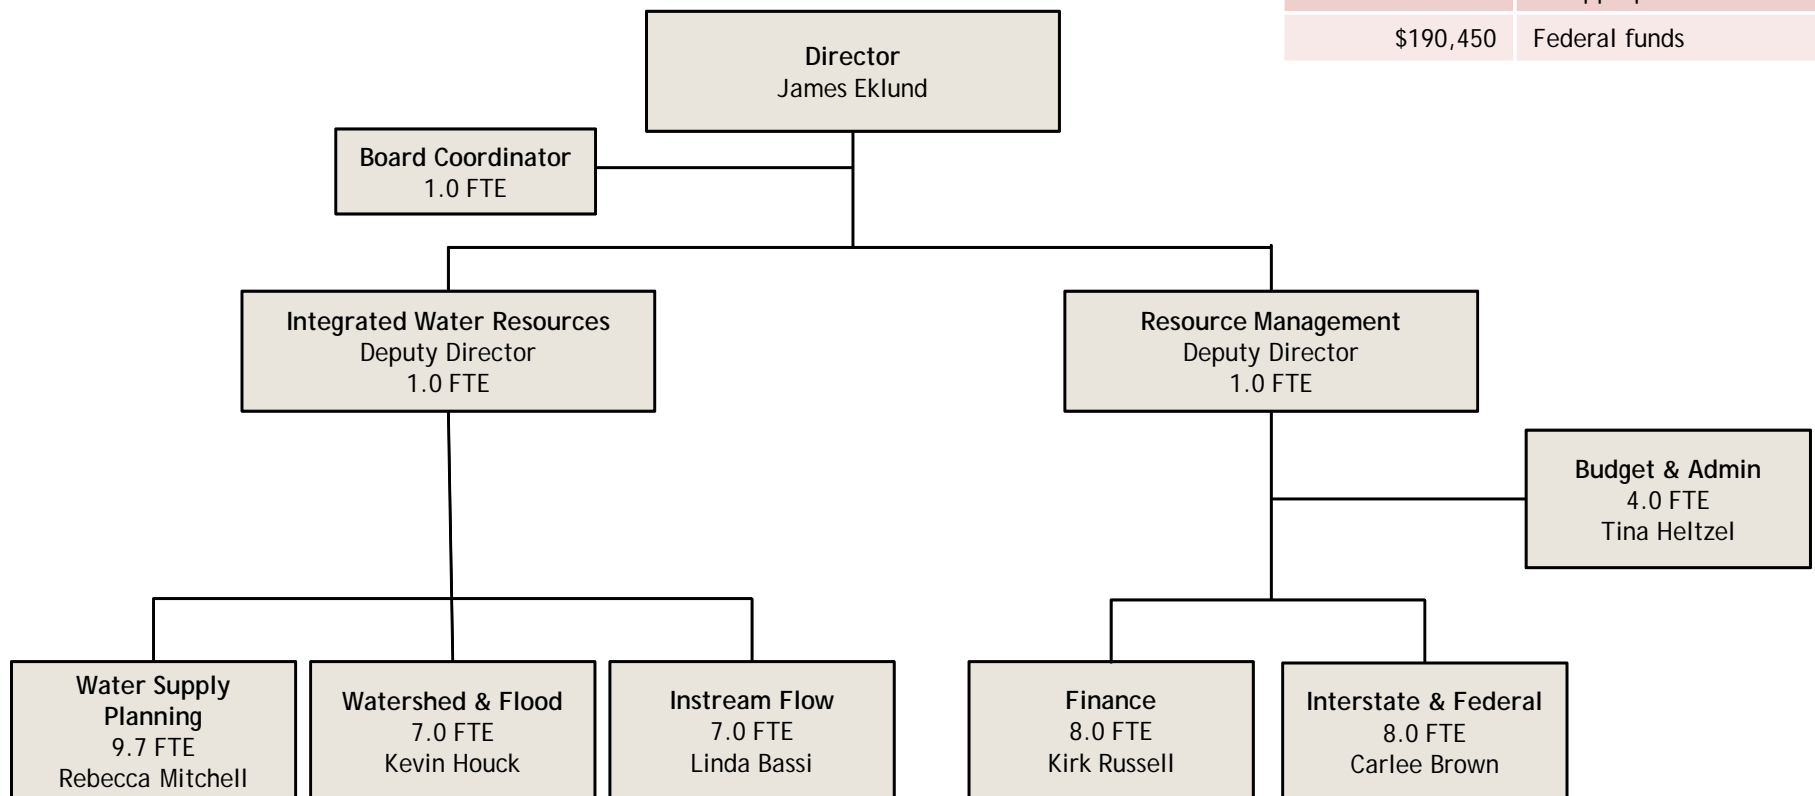 $190,450 Federal funds
Director
James Eklund
Board Coordinator
1.0 FTE
Integrated Water Resources
Deputy Director
1.0 FTE
Resource Management
Deputy Director
1.0 FTE
Budget & Admin
4.0 FTE
Tina Heltzel
Water Supply
Planning
9.7 FTE
Rebecca Mitchell
Watershed & Flood
7.0 FTE
Kevin Houck
Instream Flow
7.0 FTE
Linda Bassi
Finance
8.0 FTE
Kirk Russell
Interstate & Federal
8.0 FTE
Carlee Brown